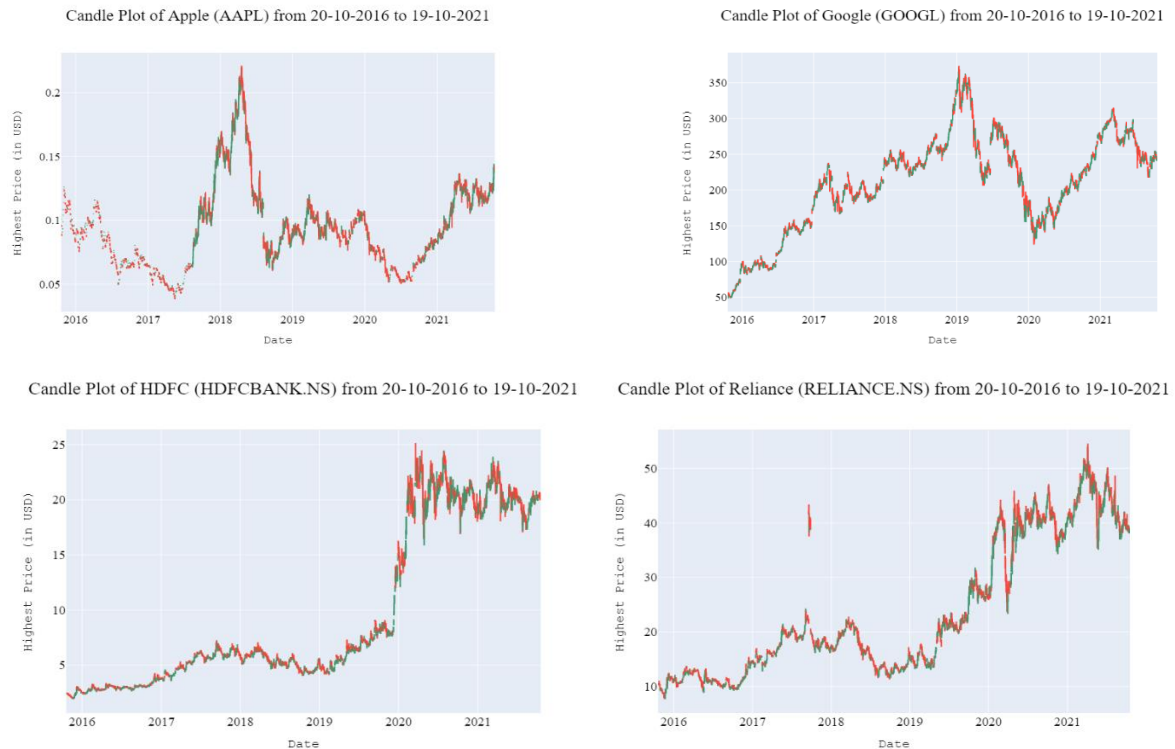 Candle Plot of Apple (AAPL) from 20-10-2016 to 19-10-2021
Highest Price (in USD)
0.2
0.15
0.1
0.05
2016 2017 2018 2019 2020 2021
Date
Candle Plot of Google (GOOGL) from 20-10-2016 to 19-10-2021
Highest Price (in USD)
350
300
250
200
150
100
50
2016 2017 2018 2019 2020 2021
Date
Candle Plot of HDFC (HDFCBANK.NS) from 20-10-2016 to 19-10-2021
Highest Price (in USD)
25
20
15
10
5
2016 2017 2018 2019 2020 2021
Date
Candle Plot of Reliance (RELIANCE.NS) from 20-10-2016 to 19-10-2021
Highest Price (in USD)
50
40
30
20
10
2016 2017 2018 2019 2020 2021
Date